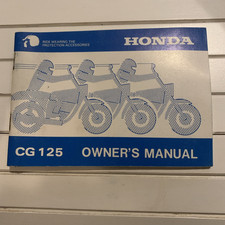 RIDE WEARING THE
PROTECTION ACCESSORIES
HONDA
CG 125 OWNER'S MANUAL